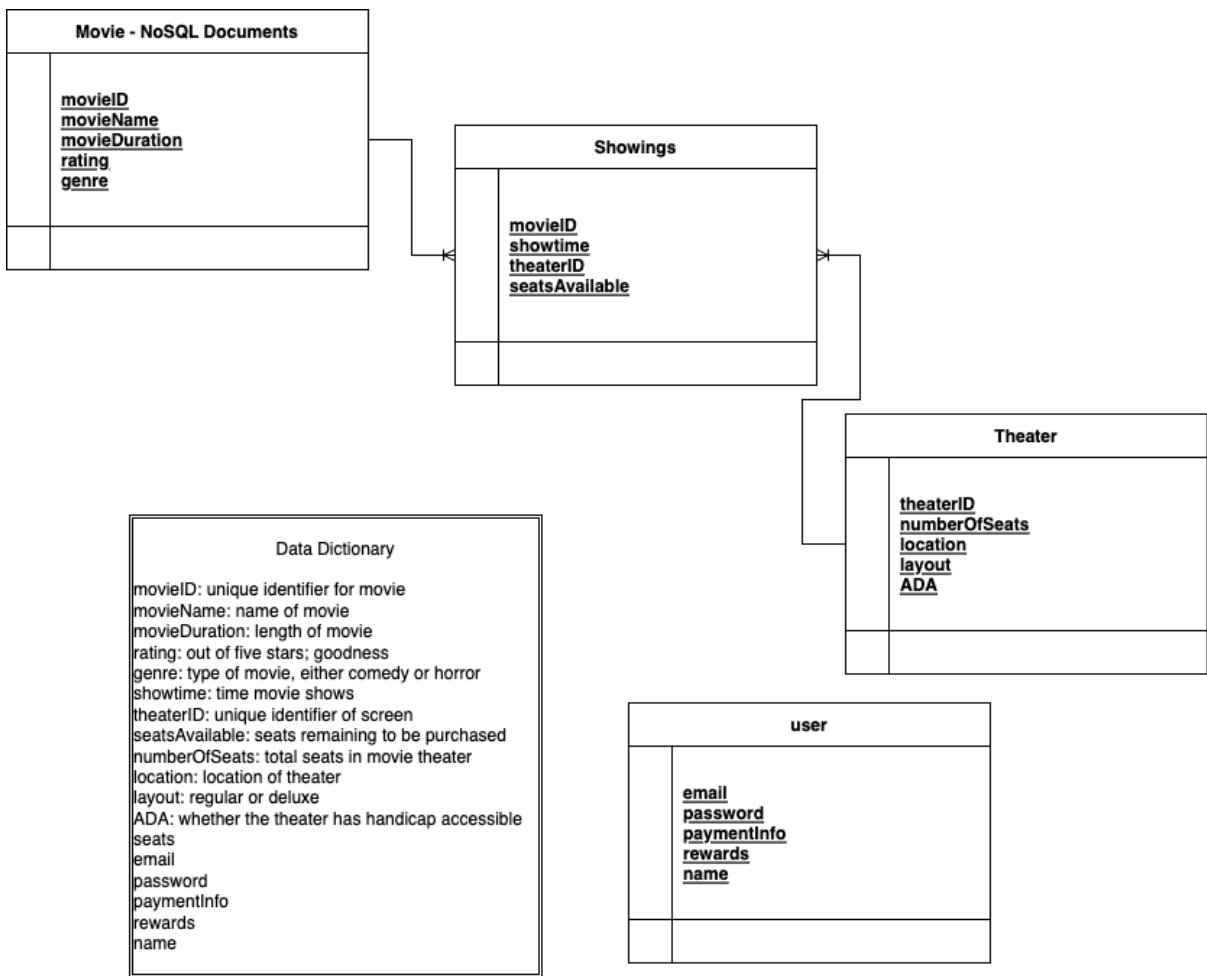 Movie - NoSQL Documents
movieID
movieName
movieDuration
rating
genre
Showings
movieID
showtime
theaterID
seatsAvailable
Theater
theaterID
numberOfSeats
location
layout
ADA
Data Dictionary
movieID: unique identifier for movie
movieName: name of movie
movieDuration: length of movie
rating: out of five stars; goodness
genre: type of movie, either comedy or horror
showtime: time movie shows
theaterID: unique identifier of screen
seatsAvailable: seats remaining to be purchased
numberOfSeats: total seats in movie theater
location: location of theater
layout: regular or deluxe
ADA: whether the theater has handicap accessible
seats
email
password
paymentInfo
rewards
name
user
email
password
paymentInfo
rewards
name